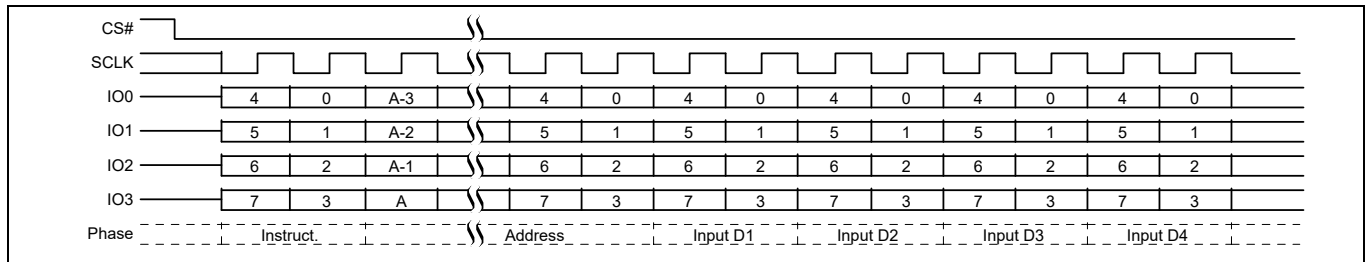 CS#
SCLK
IO0 4 0 A-3 4 0 4 0 4 0 4 0 4 0
IO1 5 1 A-2 5 1 5 1 5 1 5 1 5 1
IO2 6 2 A-1 6 2 6 2 6 2 6 2 6 2
IO3 7 3 A 7 3 7 3 7 3 7 3 7 3
Phase Instruct. Address Input D1 Input D2 Input D3 Input D4